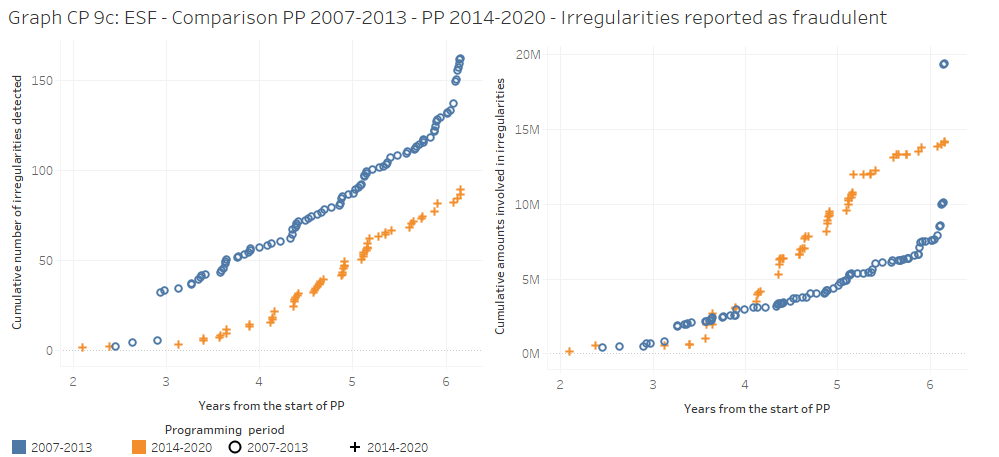 Graph CP 9c: ESF - Comparison PP 2007-2013 - PP 2014-2020 - Irregularities reported as fraudulent
Cumulative number of irregularities detected
150
100
50
0
2 3 4 5 6
Years from the start of PP
Cumulative amounts involved in irregularities
20M
15M
10M
5M
0M
2 3 4 5 6
Years from the start of PP
Programming period
2007-2013 2014-2020 2007-2013 2014-2020